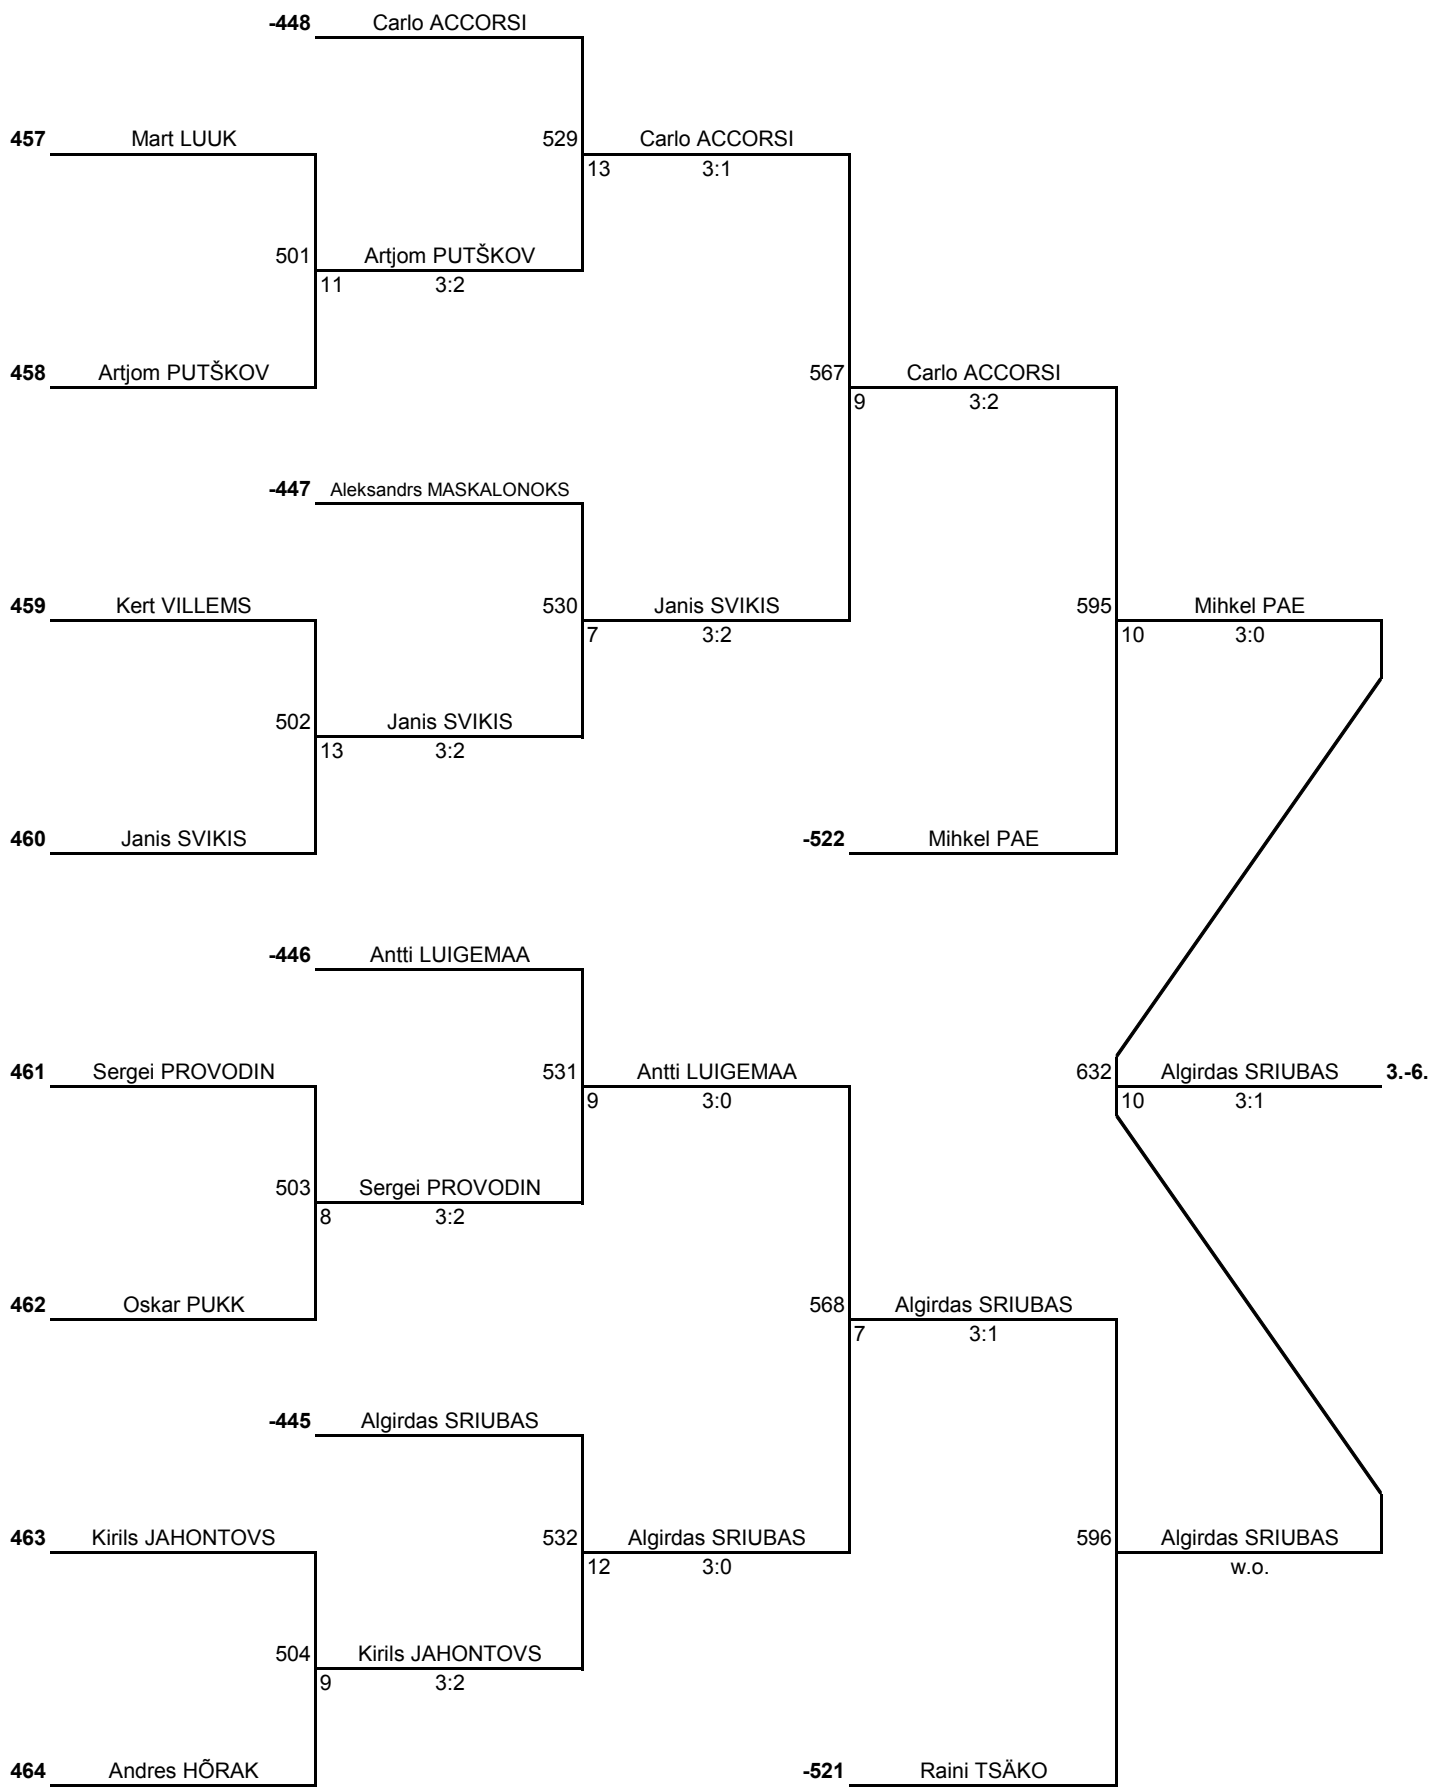 -448 Carlo ACCORSI
457 Mart LUUK 529 Carlo ACCORSI
13 3:1
501 Artjom PUTŠKOV
11 3:2
458 Artjom PUTŠKOV 567 Carlo ACCORSI
9 3:2
-447 Aleksandrs MASKALONOKS
459 Kert VILLEMS 530 Janis SVIKIS 595 Mihkel PAE
7 3:2 10 3:0
502 Janis SVIKIS
13 3:2
460 Janis SVIKIS -522 Mihkel PAE
-446 Antti LUIGEMAA
461 Sergei PROVODIN 531 Antti LUIGEMAA 632 Algirdas SRIUBAS 3.-6.
9 3:0 10 3:1
503 Sergei PROVODIN
8 3:2
462 Oskar PUKK 568 Algirdas SRIUBAS
7 3:1
-445 Algirdas SRIUBAS
463 Kirils JAHONTOVS 532 Algirdas SRIUBAS 596 Algirdas SRIUBAS
12 3:0 w.o.
504 Kirils JAHONTOVS
9 3:2
464 Andres HÕRAK -521 Raini TSÄKO